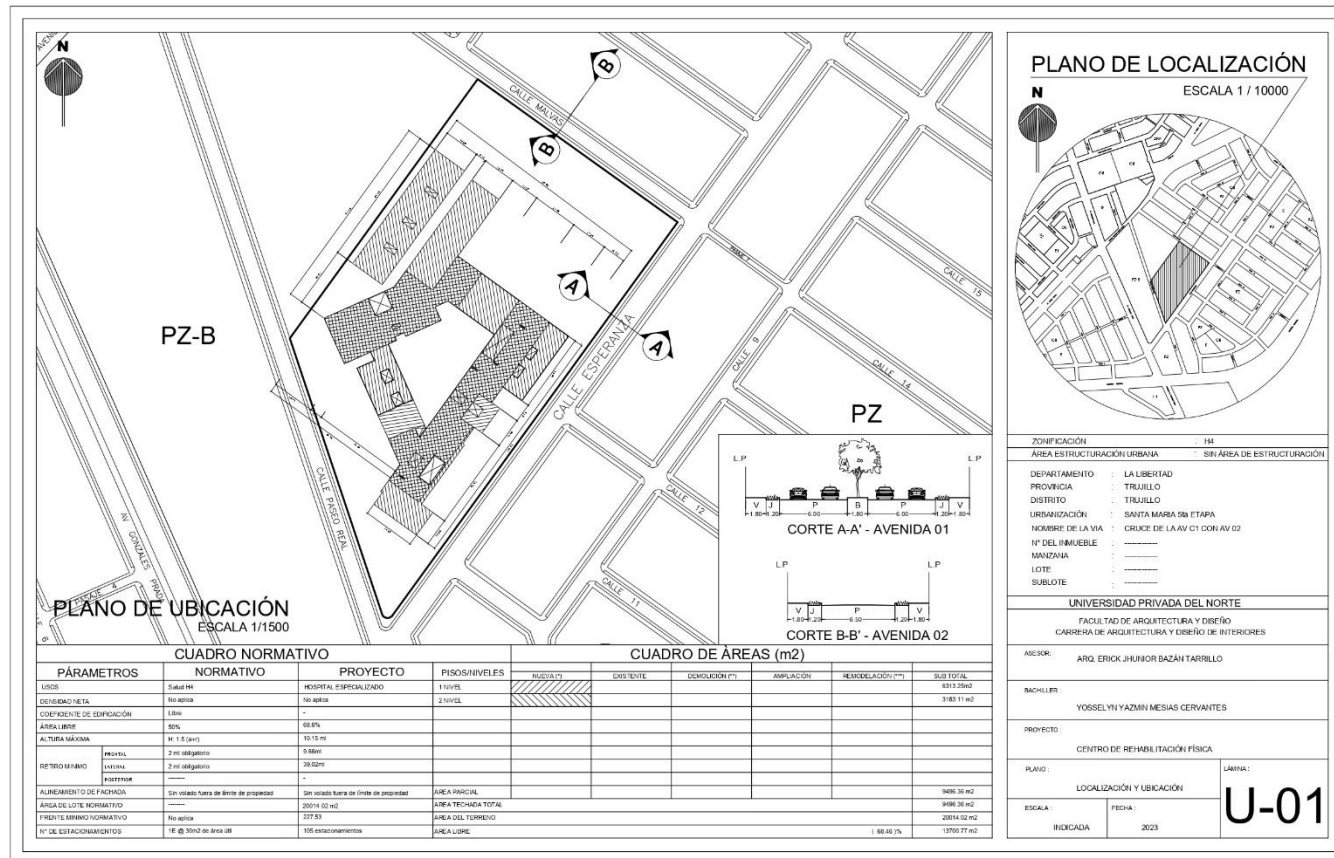 N
AVENI
PZ-B
B
B
A
A
CALLE MALVAS
CALLE ESPERANZA
PASAJE 7
CALLE 15
CALLE 9
CALLE 14
CALLE 12
CALLE 11
CALLE PASEO REAL
AV GONZALES PRAD
PASAJE 4
PZ
L.P L.P
V J P B P J V
1.80 1.20 6.00 1.80 6.00 1.20 1.80
CORTE A-A' - AVENIDA 01
L.P L.P
V J P V
1.80 1.20 6.50 1.20 1.80
CORTE B-B' - AVENIDA 02
PLANO DE UBICACIÓN
ESCALA 1/1500
CUADRO NORMATIVO
PÁRAMETROS NORMATIVO PROYECTO
USOS Salud H4 HOSPITAL ESPECIALIZADO
DENSIDAD NETA No aplica No aplica
COEFICIENTE DE EDIFICACIÓN Libre -
ÁREA LIBRE 50% 68.6%
ALTURA MÁXIMA H: 1.5 (a+r) 10.15 ml
RETIRO MINIMO
FRONTAL 2 ml obligatorio 9.66ml
LATERAL 2 ml obligatorio 39.02ml
POSTERIOR -------- -
ALINEAMIENTO DE FACHADA Sin volado fuera de límite de propiedad Sin volado fuera de límite de propiedad
ÁREA DE LOTE NORMATIVO -------- 20014.02 m2
FRENTE MINIMO NORMATIVO No aplica 227.53
N° DE ESTACIONAMIENTOS 1E @ 30m2 de área útil 105 estacionamientos
CUADRO DE ÀREAS (m2)
PISOS/NIVELES NUEVA (*) EXISTENTE DEMOLICIÓN (**) AMPLIACIÓN REMODELACIÓN (***) SUB TOTAL
1 NIVEL 6313.25m2
2 NIVEL 3183.11 m2
AREA PARCIAL 9496.36 m2
AREA TECHADA TOTAL 9496.36 m2
AREA DEL TERRENO 20014.02 m2
AREA LIBRE ( 68.46 )% 13700.77 m2
PLANO DE LOCALIZACIÓN
ESCALA 1 / 10000
N
ZONIFICACIÓN : H4
ÁREA ESTRUCTURACIÓN URBANA : SIN ÁREA DE ESTRUCTURACIÓN
DEPARTAMENTO : LA LIBERTAD
PROVINCIA : TRUJILLO
DISTRITO : TRUJILLO
URBANIZACIÓN : SANTA MARIA 5ta ETAPA
NOMBRE DE LA VIA : CRUCE DE LA AV C1 CON AV 02
N° DEL INMUEBLE : -------------
MANZANA : -------------
LOTE : -------------
SUBLOTE : -------------
UNIVERSIDAD PRIVADA DEL NORTE
FACULTAD DE ARQUITECTURA Y DISEÑO
CARRERA DE ARQUITECTURA Y DISEÑO DE INTERIORES
ASESOR:
ARQ. ERICK JHUNIOR BAZÁN TARRILLO
BACHILLER :
YOSSELYN YAZMIN MESIAS CERVANTES
PROYECTO :
CENTRO DE REHABILITACIÓN FÍSICA
PLANO :
LOCALIZACIÓN Y UBICACIÓN
LÁMINA :
U-01
ESCALA :
INDICADA
FECHA :
2023